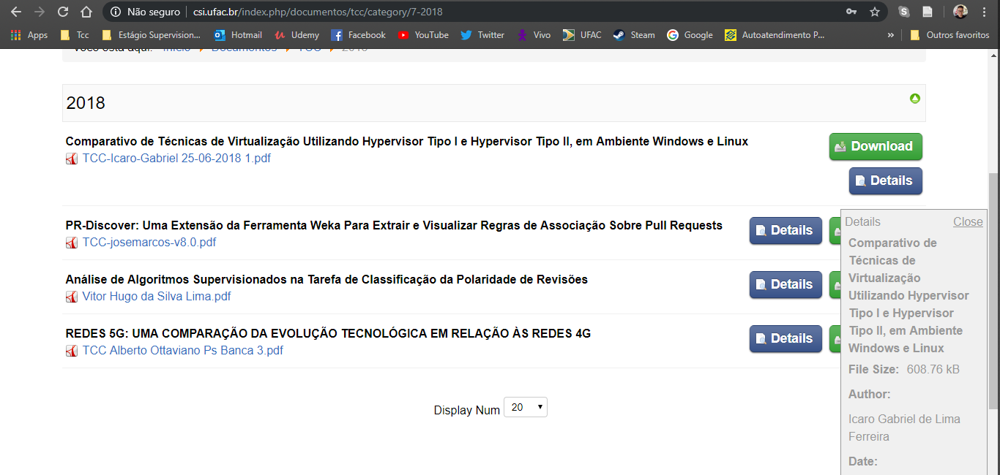 Não seguro csi.ufac.br/index.php/documentos/tcc/category/7-2018
Apps Tcc Estágio Supervision... Hotmail Udemy Facebook YouTube Twitter Vivo UFAC Steam Google Autoatendimento P... » Outros favoritos
Você está aqui: Início Documentos TCC 2018
2018
Comparativo de Técnicas de Virtualização Utilizando Hypervisor Tipo I e Hypervisor Tipo II, em Ambiente Windows e Linux
TCC-Icaro-Gabriel 25-06-2018 1.pdf
Download
Details
PR-Discover: Uma Extensão da Ferramenta Weka Para Extrair e Visualizar Regras de Associação Sobre Pull Requests
TCC-josemarcos-v8.0.pdf
Details
Análise de Algoritmos Supervisionados na Tarefa de Classificação da Polaridade de Revisões
Vitor Hugo da Silva Lima.pdf
Details
REDES 5G: UMA COMPARAÇÃO DA EVOLUÇÃO TECNOLÓGICA EM RELAÇÃO ÀS REDES 4G
TCC Alberto Ottaviano Ps Banca 3.pdf
Details
Display Num 20
Details Close
Comparativo de
Técnicas de
Virtualização
Utilizando Hypervisor
Tipo I e Hypervisor
Tipo II, em Ambiente
Windows e Linux
File Size: 608.76 kB
Author:
Icaro Gabriel de Lima
Ferreira
Date: